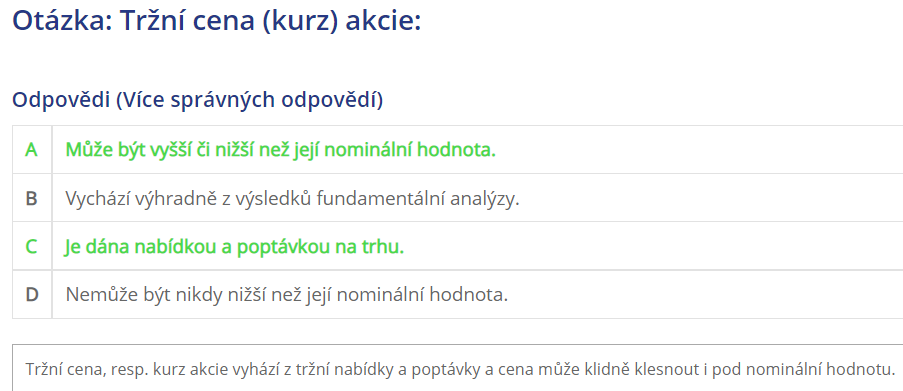 Otázka: Tržní cena (kurz) akcie:
Odpovědi (Více správných odpovědí)
A Může být vyšší či nižší než její nominální hodnota.
B Vychází výhradně z výsledků fundamentální analýzy.
C Je dána nabídkou a poptávkou na trhu.
D Nemůže být nikdy nižší než její nominální hodnota.
Tržní cena, resp. kurz akcie vyhází z tržní nabídky a poptávky a cena může klidně klesnout i pod nominální hodnotu.